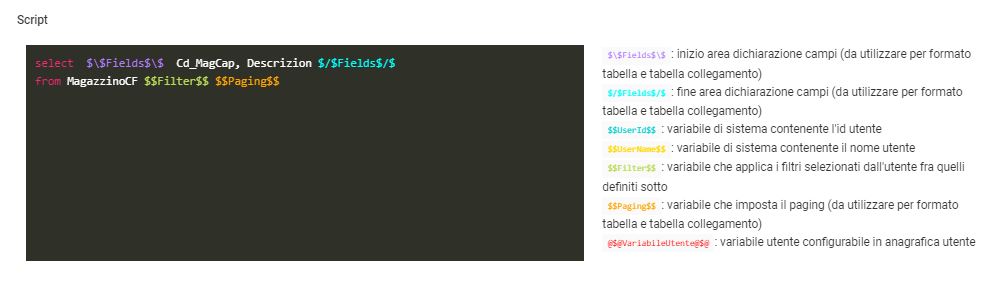 Script
select $\$Fields$\$ Cd_MagCap, Descrizion $/$Fields$/$
from MagazzinoCF $$Filter$$ $$Paging$$
$\$Fields$\$ : inizio area dichiarazione campi (da utilizzare per formato
tabella e tabella collegamento)
$/$Fields$/$ : fine area dichiarazione campi (da utilizzare per formato
tabella e tabella collegamento)
$$UserId$$ : variabile di sistema contenente l'id utente
$$UserName$$ : variabile di sistema contenente il nome utente
$$Filter$$ : variabile che applica i filtri selezionati dall'utente fra quelli
definiti sotto
$$Paging$$ : variabile che imposta il paging (da utilizzare per formato
tabella e tabella collegamento)
@$@VariabileUtente@$@ : variabile utente configurabile in anagrafica utente